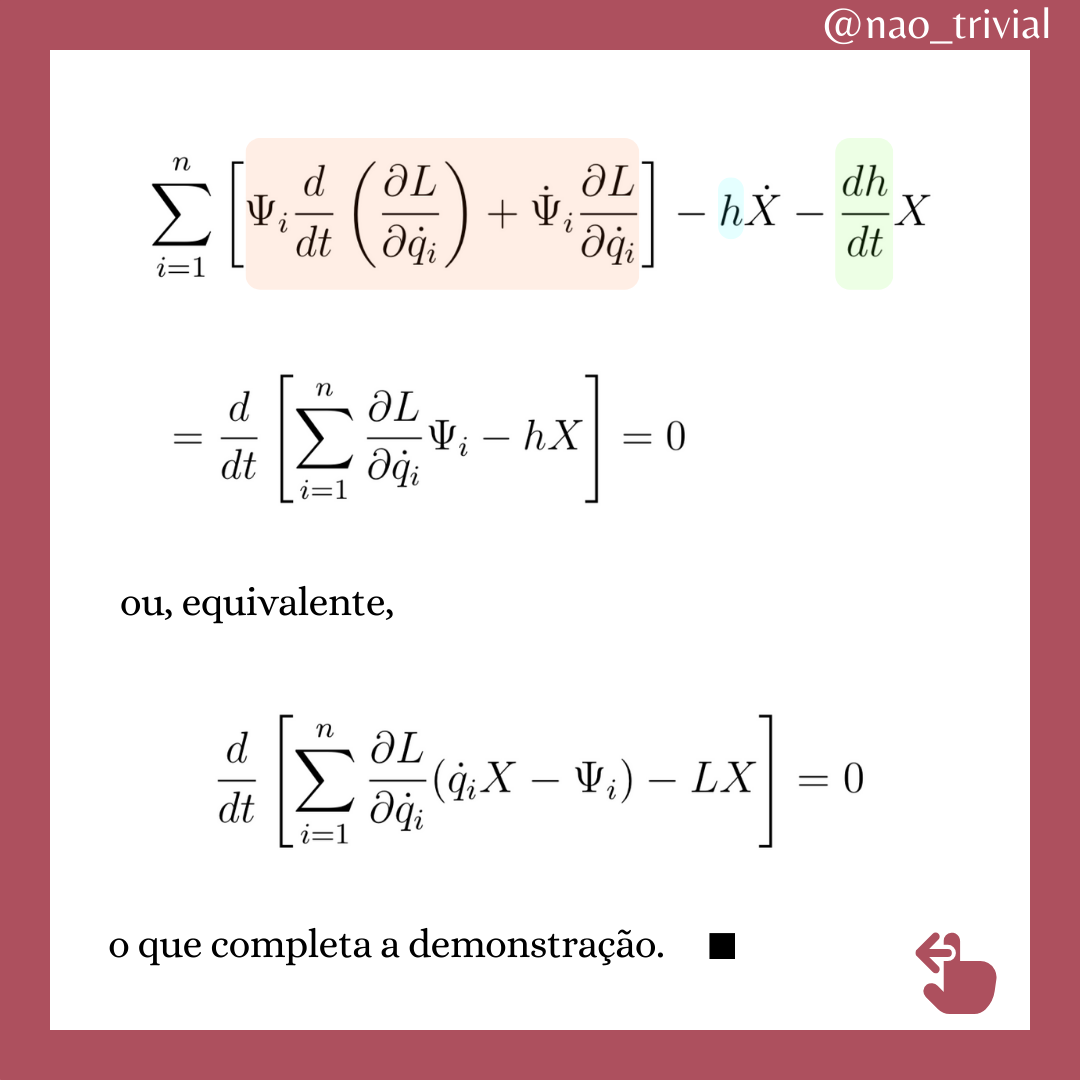 @nao_trivial
$$\sum_{i=1}^{n} \left[ \Psi_i \frac{d}{dt} \left( \frac{\partial L}{\partial \dot{q}_i} \right) + \dot{\Psi}_i \frac{\partial L}{\partial \dot{q}_i} \right] - h\dot{X} - \frac{dh}{dt} X$$
$$= \frac{d}{dt} \left[ \sum_{i=1}^{n} \frac{\partial L}{\partial \dot{q}_i} \Psi_i - hX \right] = 0$$
ou, equivalente,
$$\frac{d}{dt} \left[ \sum_{i=1}^{n} \frac{\partial L}{\partial \dot{q}_i} (\dot{q}_i X - \Psi_i) - LX \right] = 0$$
o que completa a demonstração. ■